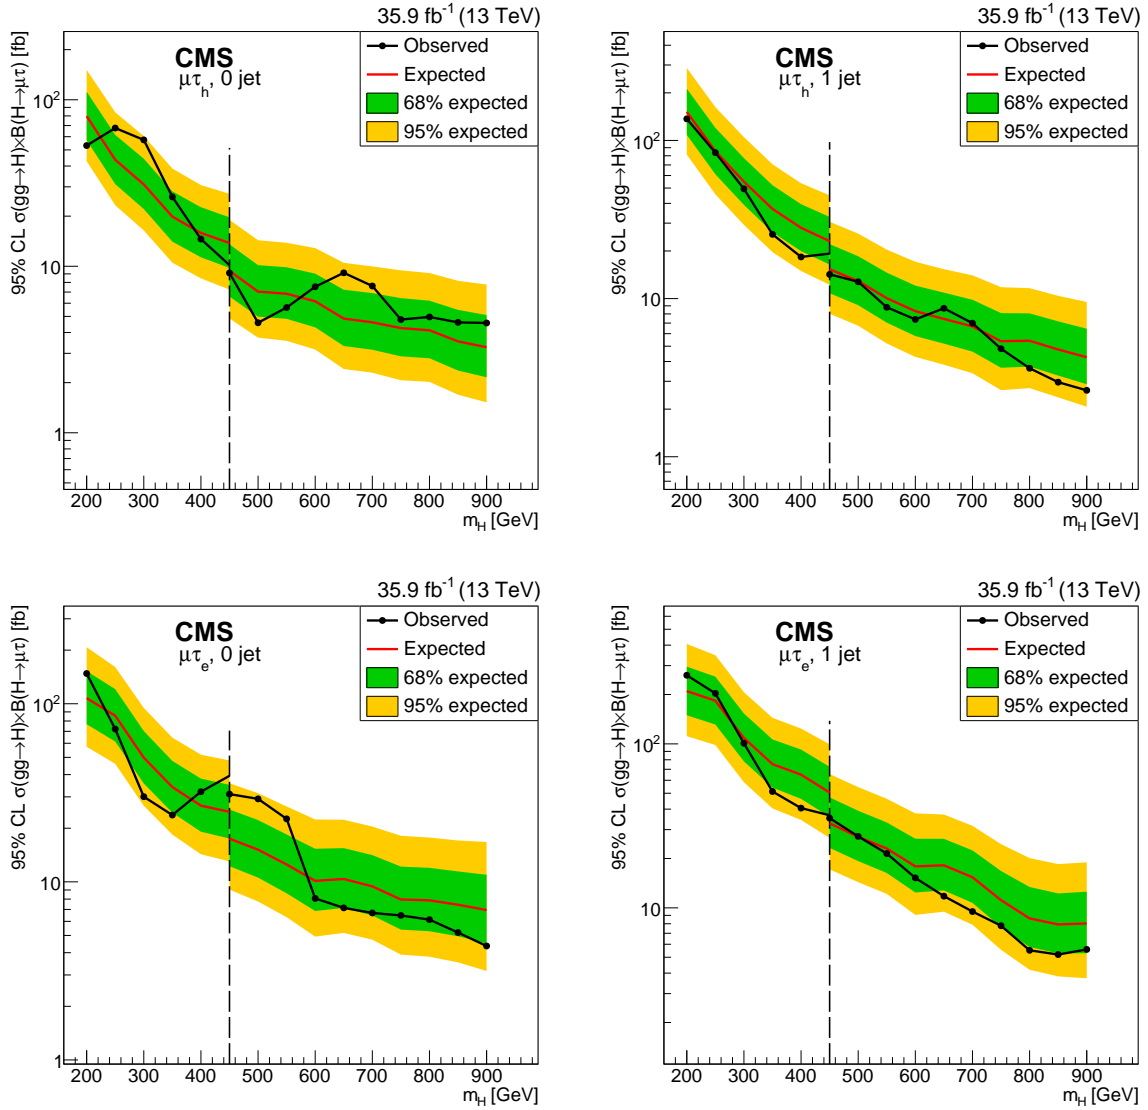 35.9 fb⁻¹ (13 TeV)
95% CL σ(gg→H)×B(H→μτ) [fb]
CMS
μτₕ, 0 jet
Observed
Expected
68% expected
95% expected
10²
10
1
200 300 400 500 600 700 800 900
m_H [GeV]
35.9 fb⁻¹ (13 TeV)
95% CL σ(gg→H)×B(H→μτ) [fb]
CMS
μτₕ, 1 jet
Observed
Expected
68% expected
95% expected
10²
10
1
200 300 400 500 600 700 800 900
m_H [GeV]
35.9 fb⁻¹ (13 TeV)
95% CL σ(gg→H)×B(H→μτ) [fb]
CMS
μτₑ, 0 jet
Observed
Expected
68% expected
95% expected
10²
10
1
200 300 400 500 600 700 800 900
m_H [GeV]
35.9 fb⁻¹ (13 TeV)
95% CL σ(gg→H)×B(H→μτ) [fb]
CMS
μτₑ, 1 jet
Observed
Expected
68% expected
95% expected
10²
10
200 300 400 500 600 700 800 900
m_H [GeV]